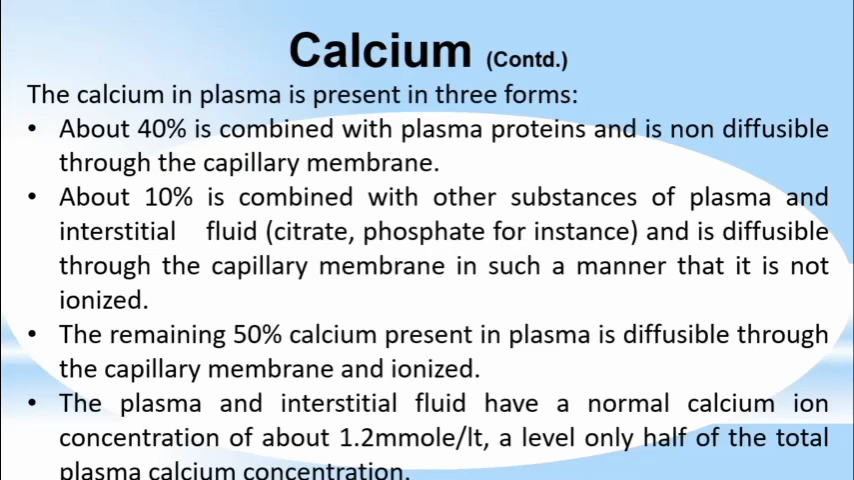 Calcium (Contd.)
The calcium in plasma is present in three forms:
• About 40% is combined with plasma proteins and is non diffusible
through the capillary membrane.
• About 10% is combined with other substances of plasma and
interstitial fluid (citrate, phosphate for instance) and is diffusible
through the capillary membrane in such a manner that it is not
ionized.
• The remaining 50% calcium present in plasma is diffusible through
the capillary membrane and ionized.
• The plasma and interstitial fluid have a normal calcium ion
concentration of about 1.2mmole/lt, a level only half of the total
plasma calcium concentration.